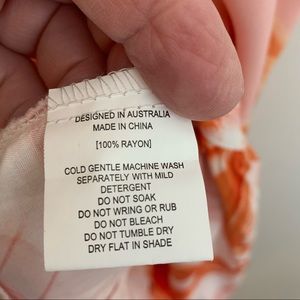 DESIGNED IN AUSTRALIA
MADE IN CHINA
[100% RAYON]
COLD GENTLE MACHINE WASH
SEPARATELY WITH MILD
DETERGENT
DO NOT SOAK
DO NOT WRING OR RUB
DO NOT BLEACH
DO NOT TUMBLE DRY
DRY FLAT IN SHADE